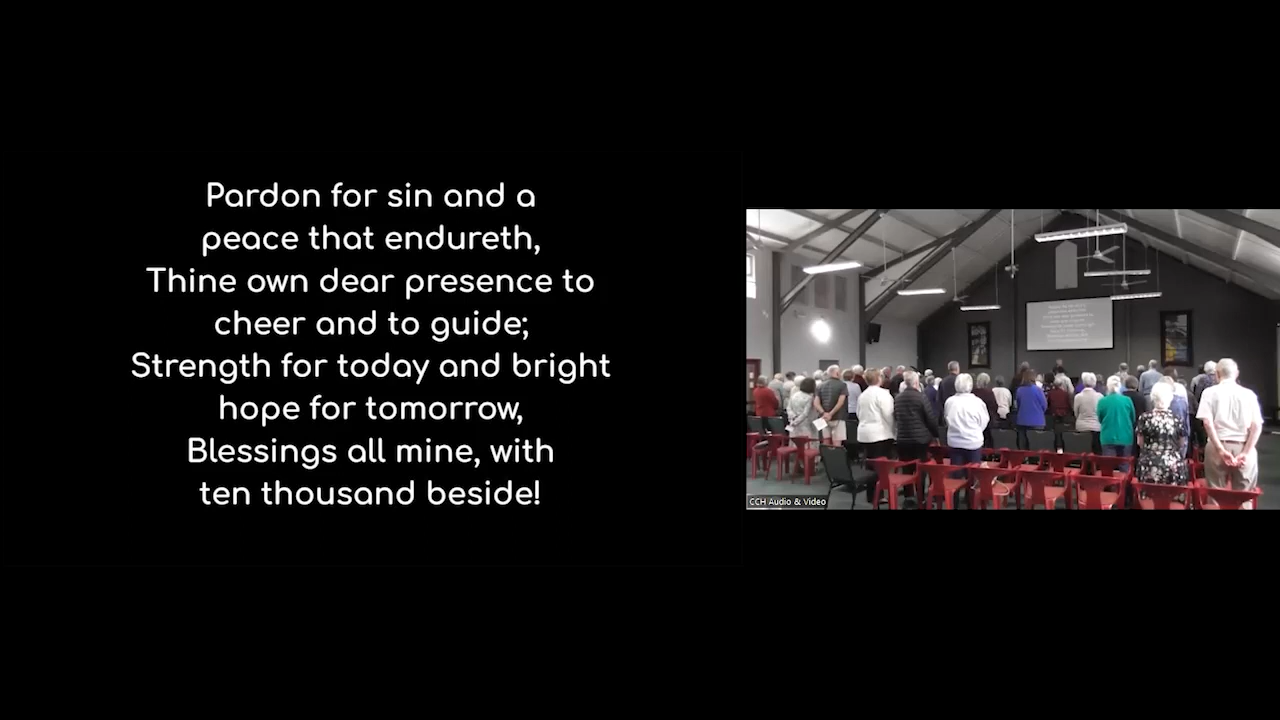 Pardon for sin and a
peace that endureth,
Thine own dear presence to
cheer and to guide;
Strength for today and bright
hope for tomorrow,
Blessings all mine, with
ten thousand beside!
CCH Audio & Video